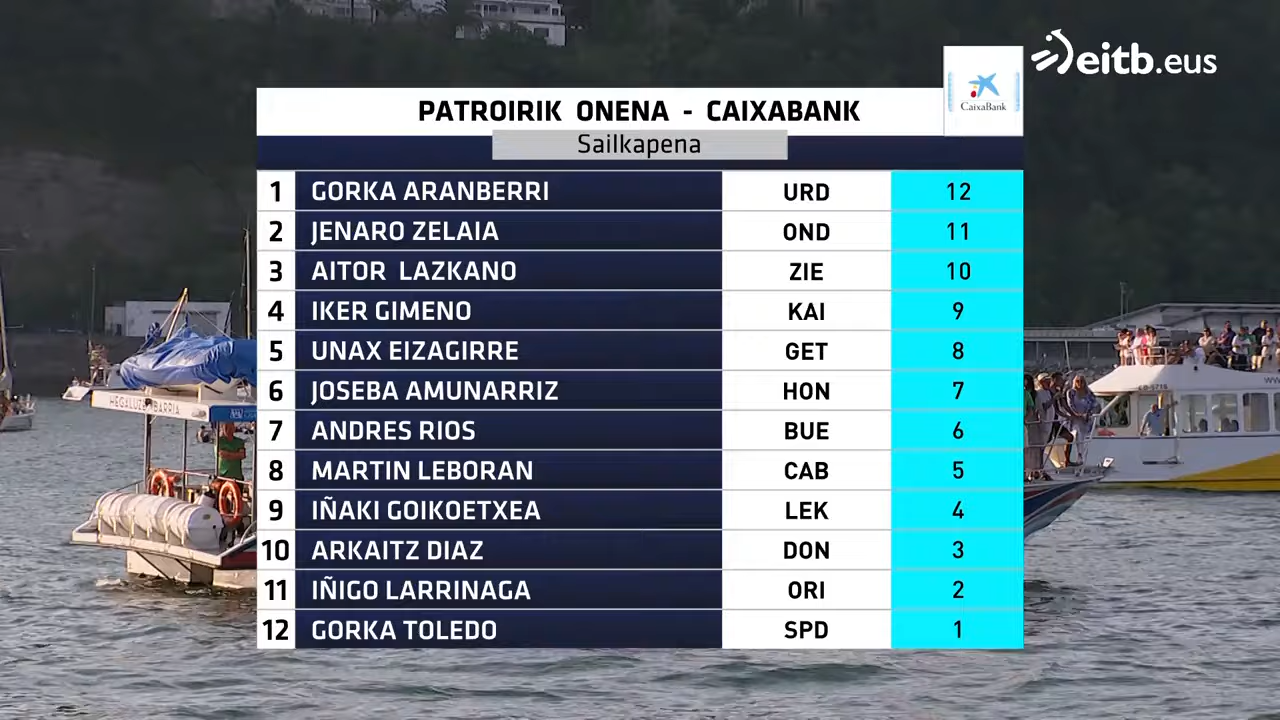 eitb.eus
PATROIRIK ONENA - CAIXABANK
CaixaBank
Sailkapena
1 GORKA ARANBERRI URD 12
2 JENARO ZELAIA OND 11
3 AITOR LAZKANO ZIE 10
4 IKER GIMENO KAI 9
5 UNAX EIZAGIRRE GET 8
6 JOSEBA AMUNARRIZ HON 7
7 ANDRES RIOS BUE 6
8 MARTIN LEBORAN CAB 5
9 IÑAKI GOIKOETXEA LEK 4
10 ARKAITZ DIAZ DON 3
11 IÑIGO LARRINAGA ORI 2
12 GORKA TOLEDO SPD 1